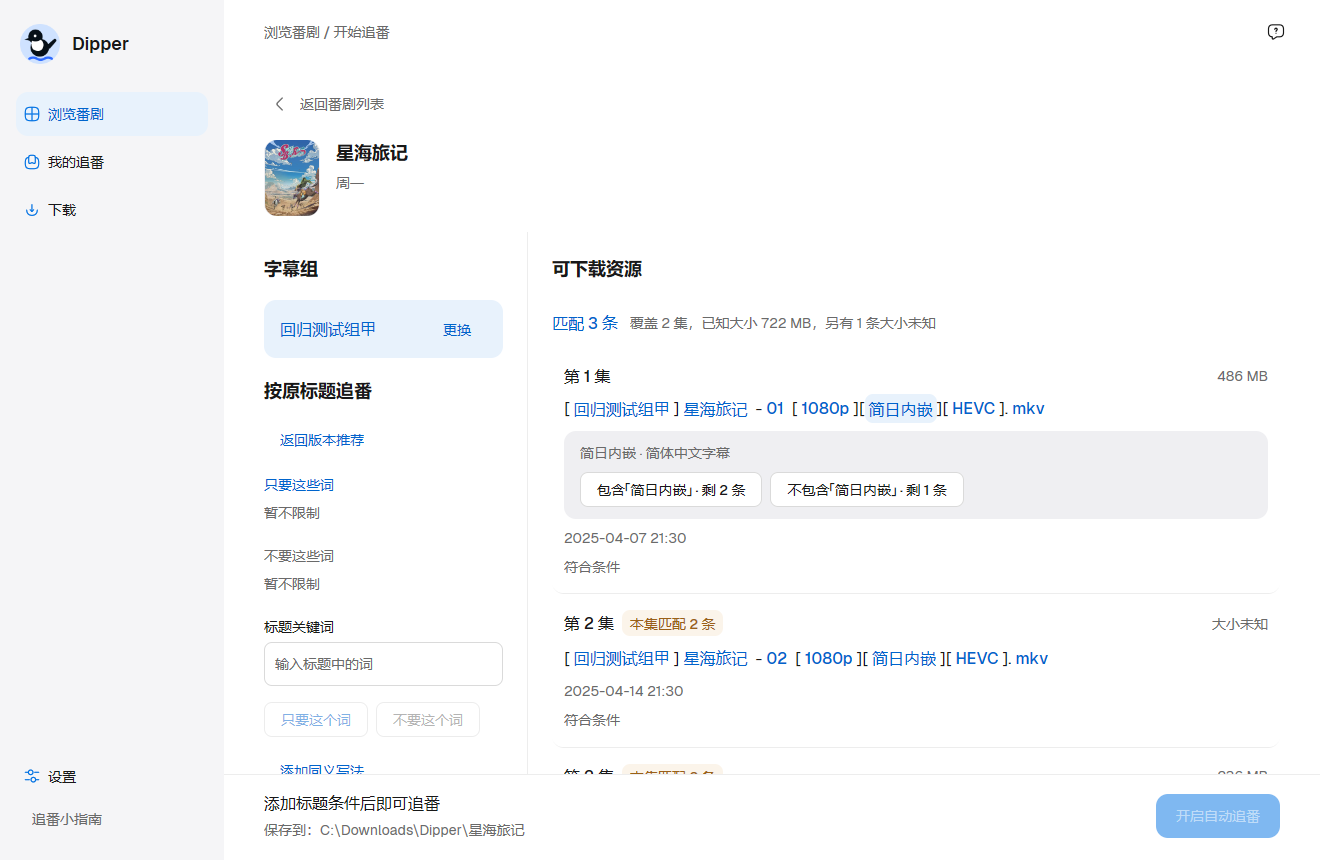 Dipper
浏览番剧
我的追番
下载
设置
追番小指南
浏览番剧 / 开始追番
返回番剧列表
星海旅记
周一
字幕组
回归测试组甲 更换
按原标题追番
返回版本推荐
只要这些词
暂不限制
不要这些词
暂不限制
标题关键词
输入标题中的词
只要这个词 不要这个词
添加同义写法
可下载资源
匹配 3 条 覆盖 2 集，已知大小 722 MB，另有 1 条大小未知
第 1 集 486 MB
[ 回归测试组甲 ] 星海旅记 - 01 [ 1080p ][ 简日内嵌 ][ HEVC ]. mkv
简日内嵌 · 简体中文字幕
包含「简日内嵌」· 剩 2 条 不包含「简日内嵌」· 剩 1 条
2025-04-07 21:30
符合条件
第 2 集 本集匹配 2 条 大小未知
[ 回归测试组甲 ] 星海旅记 - 02 [ 1080p ][ 简日内嵌 ][ HEVC ]. mkv
2025-04-14 21:30
符合条件
第 2 集 本集匹配 2 条 236 MB
添加标题条件后即可追番
保存到：C:\Downloads\Dipper\星海旅记
开启自动追番